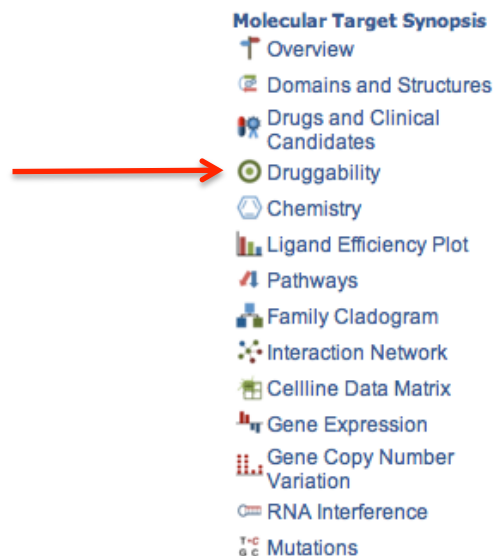 Molecular Target Synopsis
Overview
Domains and Structures
Drugs and Clinical
Candidates
Druggability
Chemistry
Ligand Efficiency Plot
Pathways
Family Cladogram
Interaction Network
Cellline Data Matrix
Gene Expression
Gene Copy Number
Variation
RNA Interference
T-C
G C
Mutations